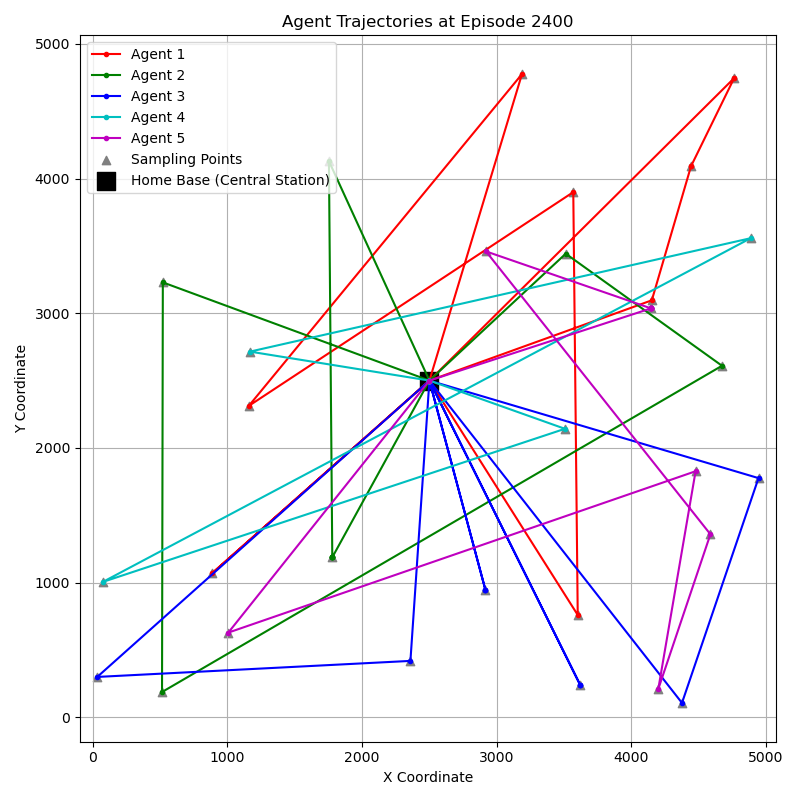 Agent Trajectories at Episode 2400
Agent 1
Agent 2
Agent 3
Agent 4
Agent 5
Sampling Points
Home Base (Central Station)
Y Coordinate
5000
4000
3000
2000
1000
0
0 1000 2000 3000 4000 5000
X Coordinate